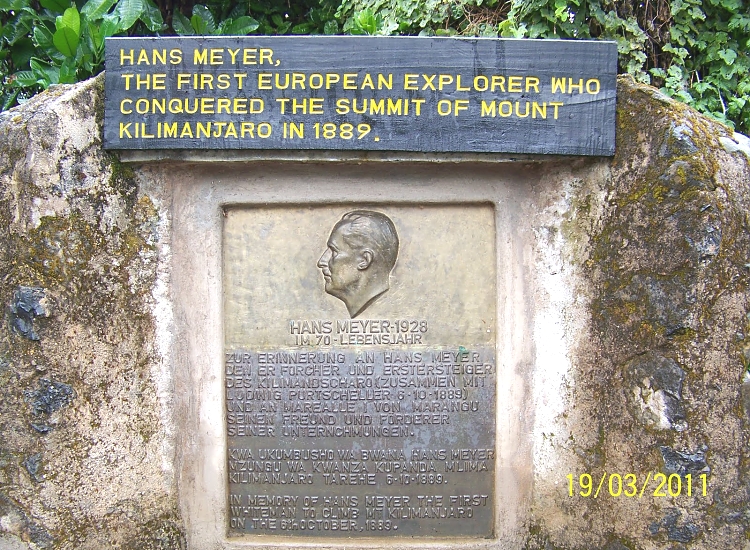 HANS MEYER,
THE FIRST EUROPEAN EXPLORER WHO
CONQUERED THE SUMMIT OF MOUNT
KILIMANJARO IN 1889.
HANS MEYER-1928
IM 70-LEBENSJAHR
ZUR ERINNERUNG AN HANS MEYER
DEN ERFORCHER UND ERSTERSTEIGER
DES KILIMANDSCHARO (ZUSAMMEN MIT
LUDWIG PURTSCHELLER 6-10-1889)
UND AN MAREALLE I VON MARANGU
SEINEN FREUND UND FORDERER
SEINER UNTERNCHMUNGEN.
KWA UKUMBUSHO WA BWANA HANS MEYER
MZUNGU WA KWANZA KUPANDA MLIMA
KILIMANJARO TAREHE 6-10-1889.
IN MEMORY OF HANS MEYER THE FIRST
WHITEMAN TO CLIMB MT KILIMANJARO
ON THE 6th.OCTOBER, 1889.
19/03/2011